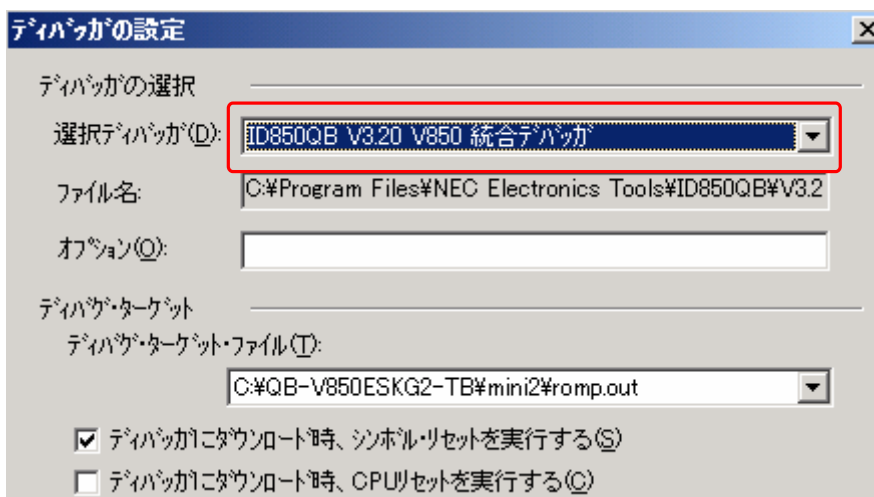 ディバッガの設定
ディバッガの選択
選択ディバッガ(D): ID850QB V3.20 V850 統合デバッガ
ファイル名: C:¥Program Files¥NEC Electronics Tools¥ID850QB¥V3.2
オプション(O):
ディバグ・ターゲット
ディバグ・ターゲット・ファイル(T):
C:¥QB-V850ESKG2-TB¥mini2¥romp.out
ディバッガにダウンロード時、シンボル・リセットを実行する(S)
ディバッガにダウンロード時、CPUリセットを実行する(C)